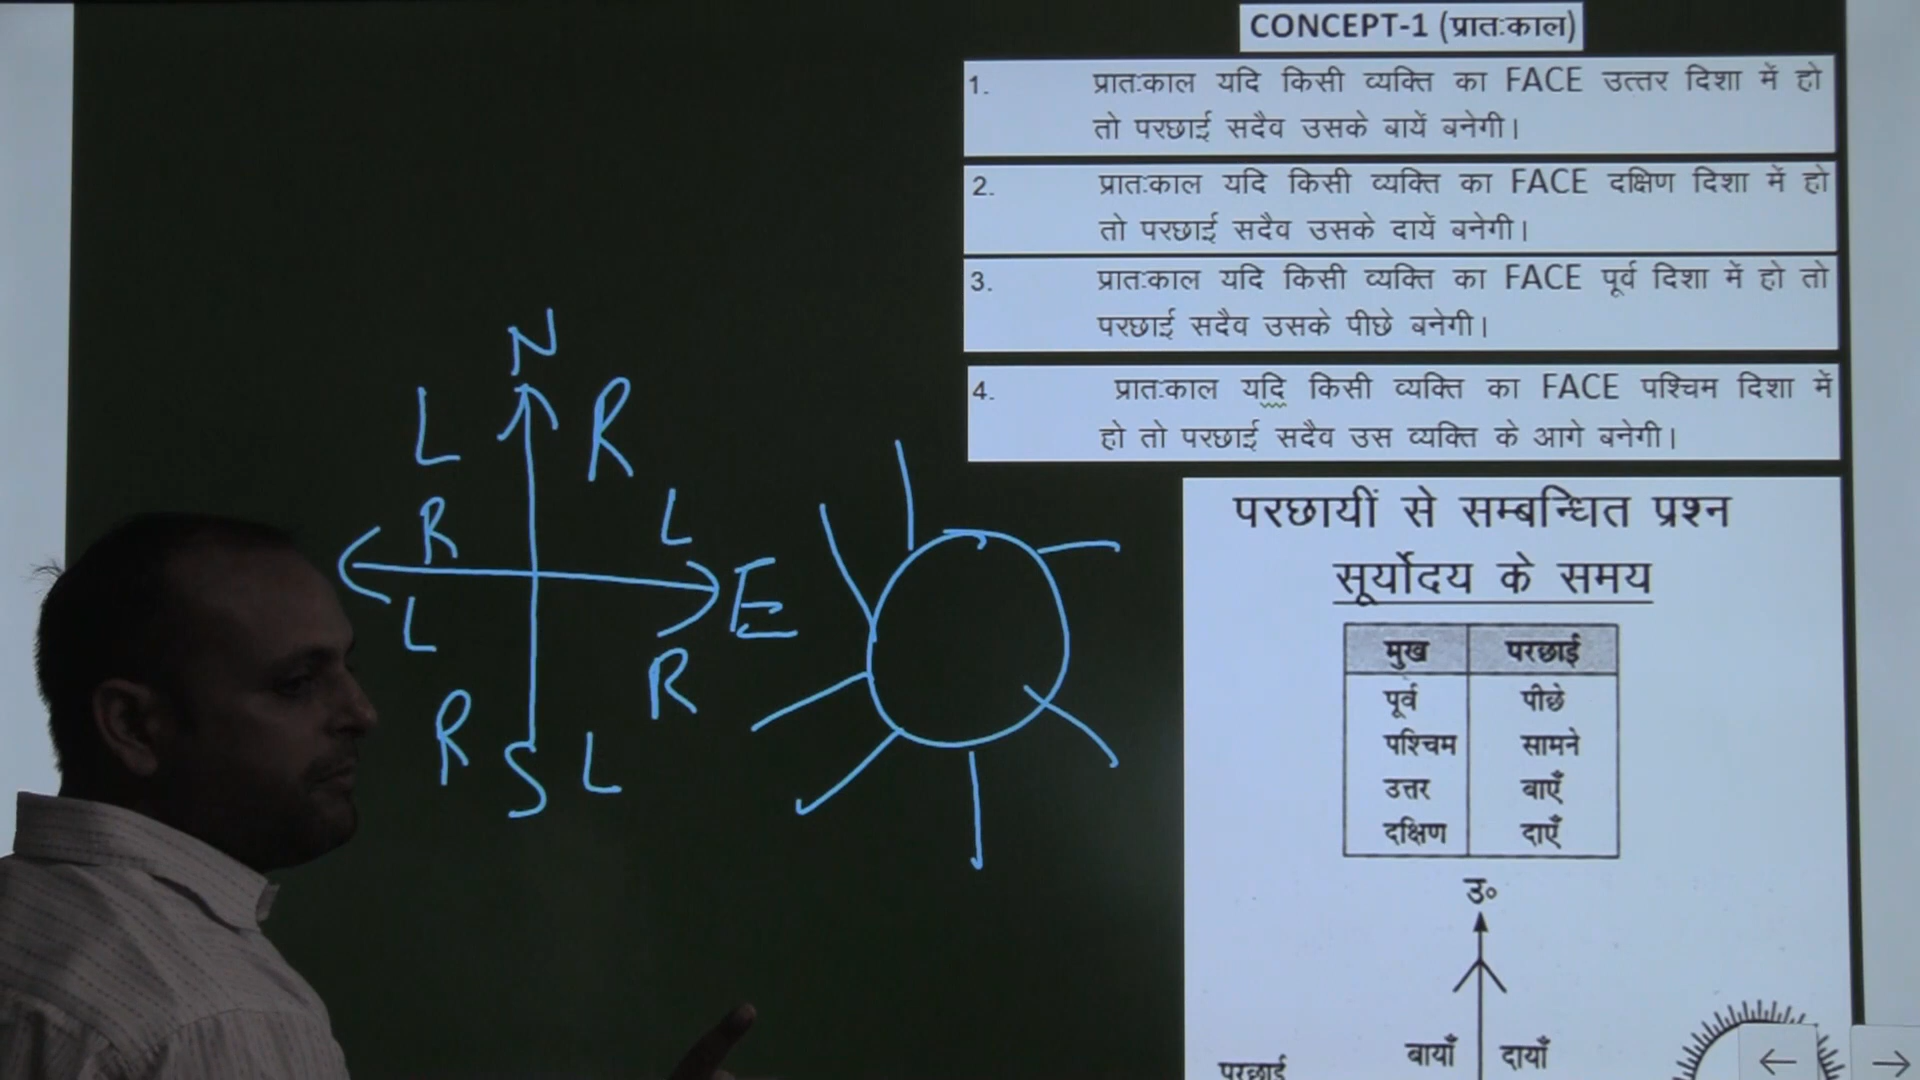 CONCEPT-1 (प्रात:काल)
1. प्रात:काल यदि किसी व्यक्ति का FACE उत्तर दिशा में हो
तो परछाई सदैव उसके बायें बनेगी।
2. प्रात:काल यदि किसी व्यक्ति का FACE दक्षिण दिशा में हो
तो परछाई सदैव उसके दायें बनेगी।
3. प्रात:काल यदि किसी व्यक्ति का FACE पूर्व दिशा में हो तो
परछाई सदैव उसके पीछे बनेगी।
4. प्रात:काल यदि किसी व्यक्ति का FACE पश्चिम दिशा में
हो तो परछाई सदैव उस व्यक्ति के आगे बनेगी।
N
L R
R L
E
L R
R S L
परछायीं से सम्बन्धित प्रश्न
सूर्योदय के समय
मुख परछाई
पूर्व पीछे
पश्चिम सामने
उत्तर बाएँ
दक्षिण दाएँ
उ०
बायाँ दायाँ
परछाई